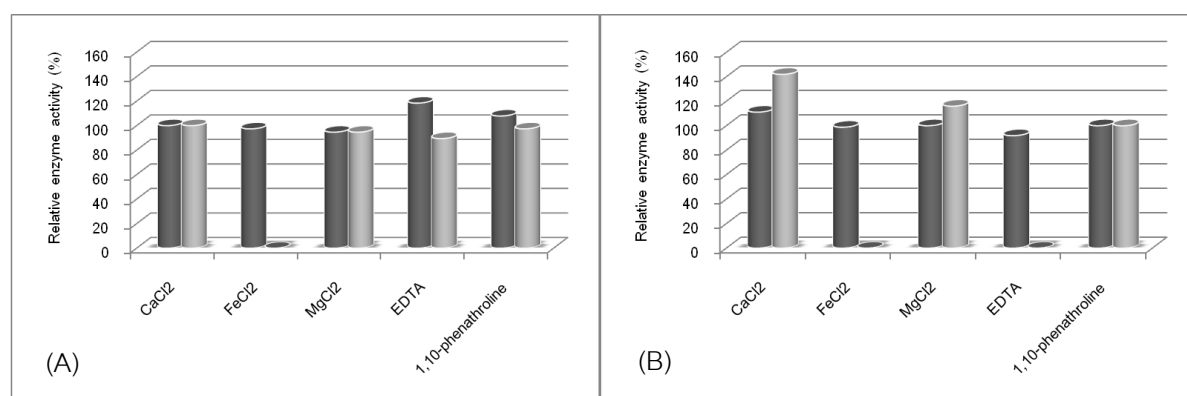 Relative enzyme activity (%)
160
140
120
100
80
60
40
20
0
CaCl2
FeCl2
MgCl2
EDTA
1,10-phenathroline
(A)
Relative enzyme activity (%)
160
140
120
100
80
60
40
20
0
CaCl2
FeCl2
MgCl2
EDTA
1,10-phenathroline
(B)